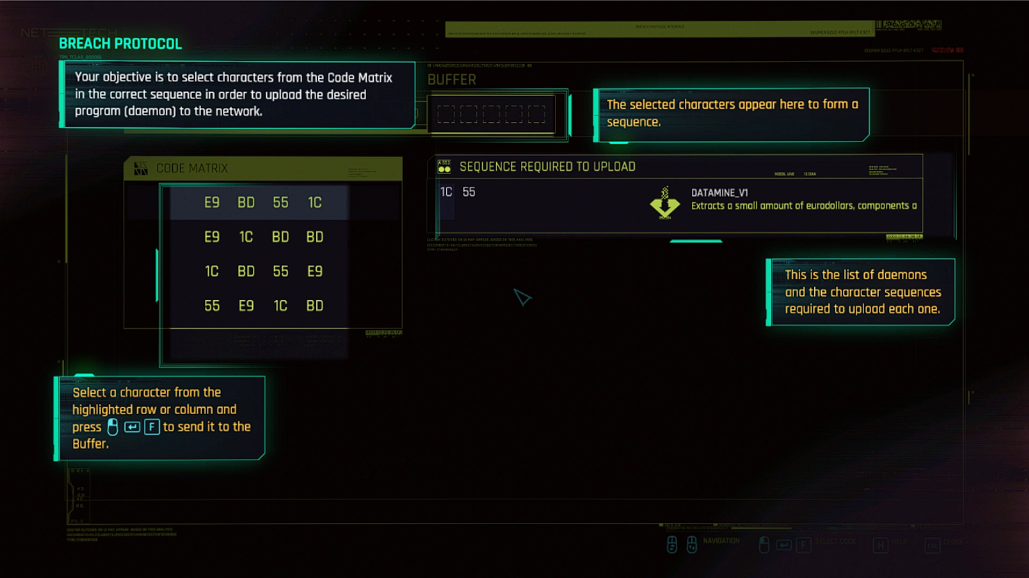 BREACH PROTOCOL
Your objective is to select characters from the Code Matrix
in the correct sequence in order to upload the desired
program (daemon) to the network.
BUFFER
The selected characters appear here to form a
sequence.
CODE MATRIX
E9 BD 55 1C
E9 1C BD BD
1C BD 55 E9
55 E9 1C BD
SEQUENCE REQUIRED TO UPLOAD
1C 55
DATAMINE_V1
Extracts a small amount of eurodollars, components a
This is the list of daemons
and the character sequences
required to upload each one.
Select a character from the
highlighted row or column and
press F to send it to the
Buffer.
NAVIGATION
F